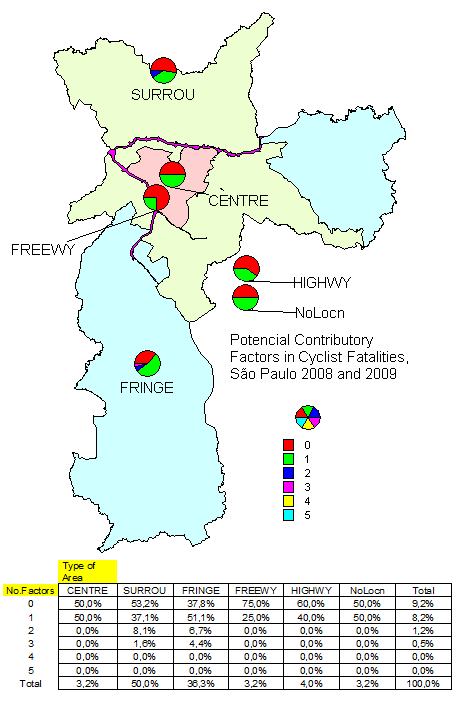 SURROU
CENTRE
FREEWY
HIGHWY
NoLocn
Potencial Contributory
Factors in Cyclist Fatalities,
São Paulo 2008 and 2009
FRINGE
0
1
2
3
4
5
Type of
Area
No.Factors CENTRE SURROU FRINGE FREEWY HIGHWY NoLocn Total
0 50,0% 53,2% 37,8% 75,0% 60,0% 50,0% 9,2%
1 50,0% 37,1% 51,1% 25,0% 40,0% 50,0% 8,2%
2 0,0% 8,1% 6,7% 0,0% 0,0% 0,0% 1,2%
3 0,0% 1,6% 4,4% 0,0% 0,0% 0,0% 0,5%
4 0,0% 0,0% 0,0% 0,0% 0,0% 0,0% 0,0%
5 0,0% 0,0% 0,0% 0,0% 0,0% 0,0% 0,0%
Total 3,2% 50,0% 36,3% 3,2% 4,0% 3,2% 100,0%